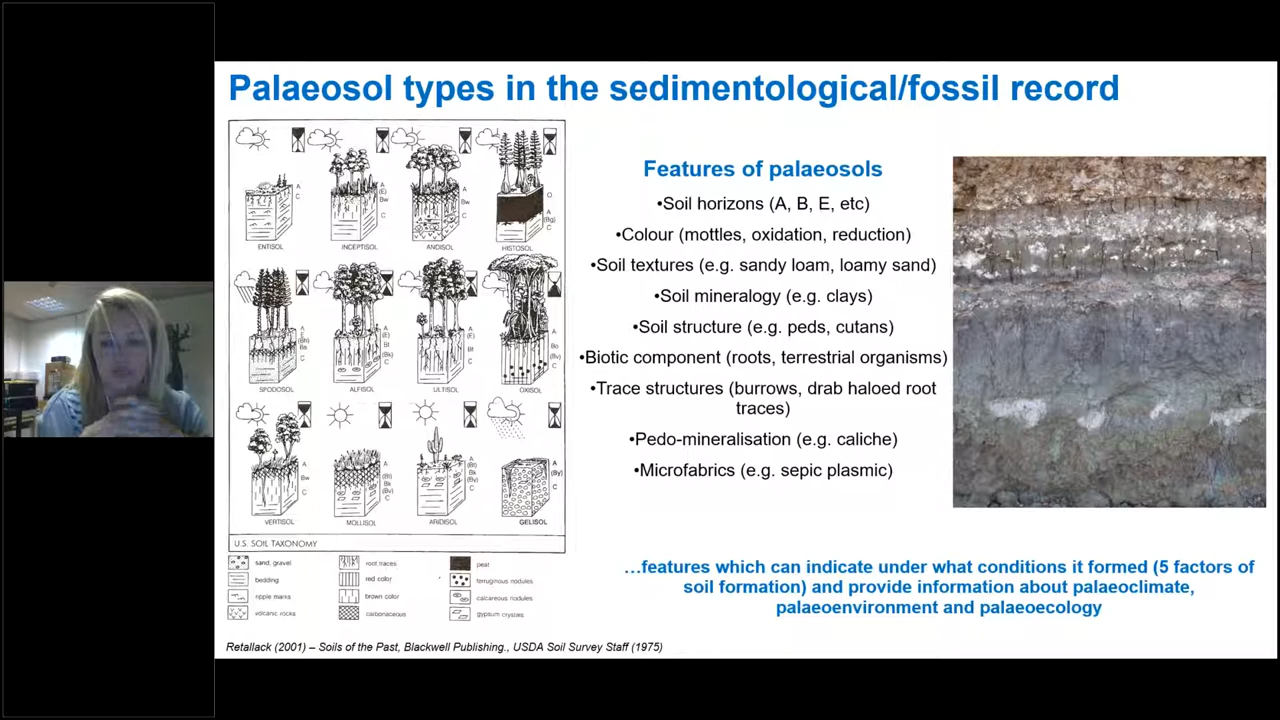 Palaeosol types in the sedimentological/fossil record
ENTISOL
INCEPTISOL
ANDISOL
HISTOSOL
SPODOSOL
ALFISOL
ULTISOL
OXISOL
VERTISOL
MOLLISOL
ARIDISOL
GELISOL
U.S. SOIL TAXONOMY
sand, gravel
bedding
ripple marks
volcanic rocks
root traces
red color
brown color
carbonaceous
peat
ferruginous nodules
calcareous nodules
gypsum crystals
Retallack (2001) – Soils of the Past, Blackwell Publishing., USDA Soil Survey Staff (1975)
Features of palaeosols
•Soil horizons (A, B, E, etc)
•Colour (mottles, oxidation, reduction)
•Soil textures (e.g. sandy loam, loamy sand)
•Soil mineralogy (e.g. clays)
•Soil structure (e.g. peds, cutans)
•Biotic component (roots, terrestrial organisms)
•Trace structures (burrows, drab haloed root
traces)
•Pedo-mineralisation (e.g. caliche)
•Microfabrics (e.g. sepic plasmic)
…features which can indicate under what conditions it formed (5 factors of
soil formation) and provide information about palaeoclimate,
palaeoenvironment and palaeoecology